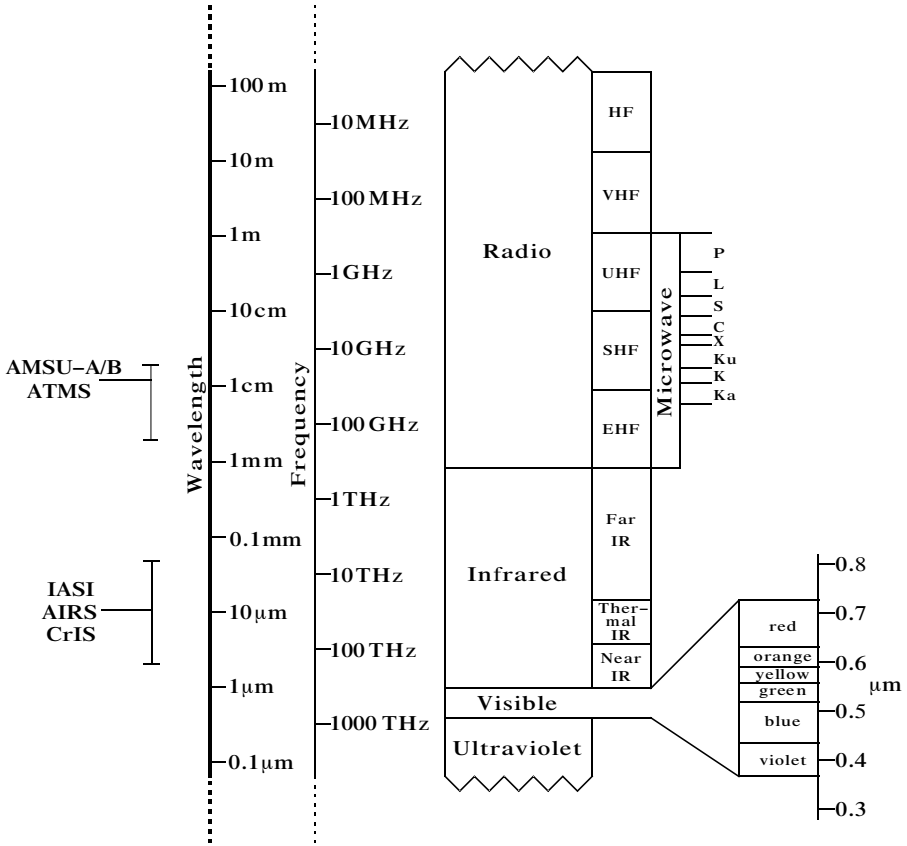 AMSU–A/B
ATMS
IASI
AIRS
CrIS
Wavelength
100 m
10 m
1 m
10 cm
1 cm
1 mm
0.1 mm
10 µm
1 µm
0.1 µm
Frequency
10 MHz
100 MHz
1 GHz
10 GHz
100 GHz
1 THz
10 THz
100 THz
1000 THz
Radio
Infrared
Visible
Ultraviolet
HF
VHF
UHF
SHF
EHF
Far
IR
Ther–
mal
IR
Near
IR
Microwave
P
L
S
C
X
Ku
K
Ka
red
orange
yellow
green
blue
violet
0.8
0.7
0.6
0.5
0.4
0.3
µm